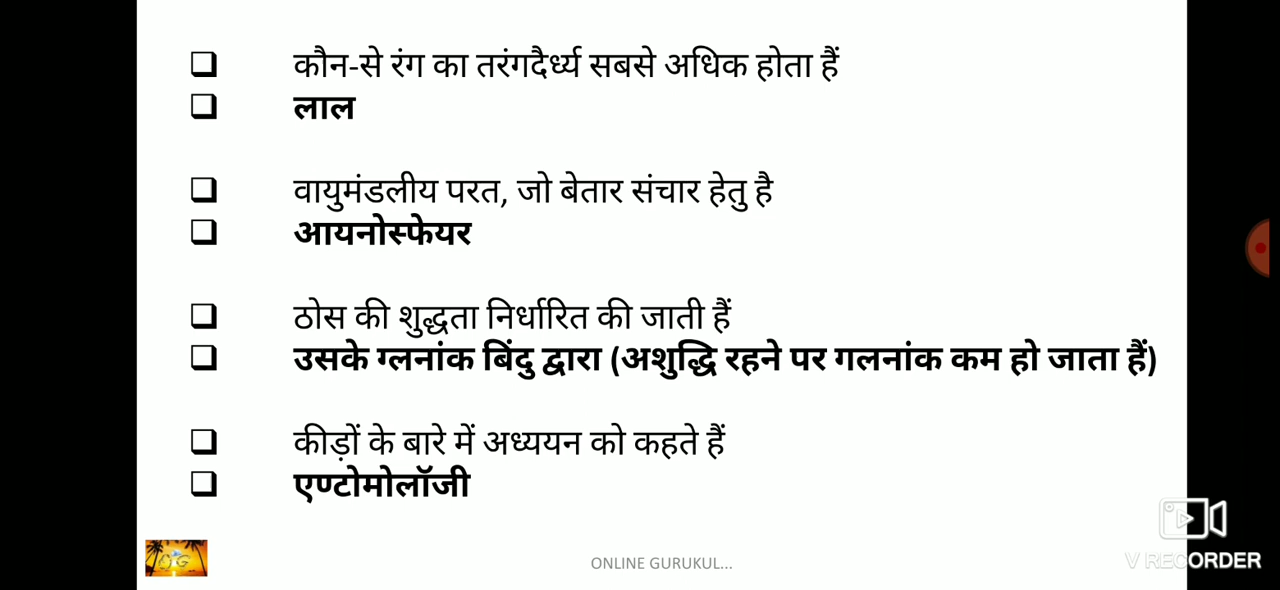 कौन-से रंग का तरंगदैर्ध्य सबसे अधिक होता हैं
लाल
वायुमंडलीय परत, जो बेतार संचार हेतु है
आयनोस्फेयर
ठोस की शुद्धता निर्धारित की जाती हैं
उसके ग्लनांक बिंदु द्वारा (अशुद्धि रहने पर गलनांक कम हो जाता हैं)
कीड़ों के बारे में अध्ययन को कहते हैं
एण्टोमोलॉजी
ONLINE GURUKUL...
V RECORDER